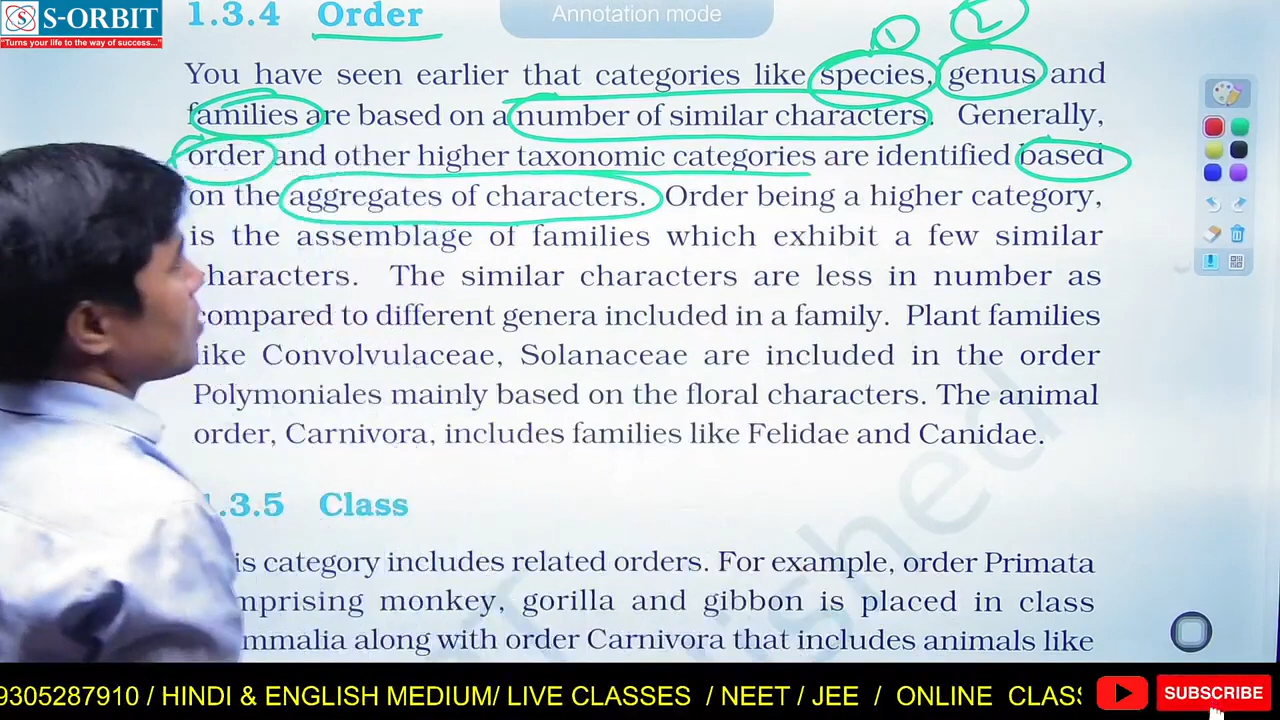 S-ORBIT
"Turns your life to the way of success..."
Annotation mode
1.3.4 Order
1
2
You have seen earlier that categories like species, genus and
families are based on a number of similar characters. Generally,
order and other higher taxonomic categories are identified based
on the aggregates of characters. Order being a higher category,
is the assemblage of families which exhibit a few similar
haracters. The similar characters are less in number as
ompared to different genera included in a family. Plant families
like Convolvulaceae, Solanaceae are included in the order
Polymoniales mainly based on the floral characters. The animal
order, Carnivora, includes families like Felidae and Canidae.
1.3.5 Class
is category includes related orders. For example, order Primata
mprising monkey, gorilla and gibbon is placed in class
mmalia along with order Carnivora that includes animals like
9305287910 / HINDI & ENGLISH MEDIUM/ LIVE CLASSES / NEET / JEE / ONLINE CLAS
SUBSCRIBE